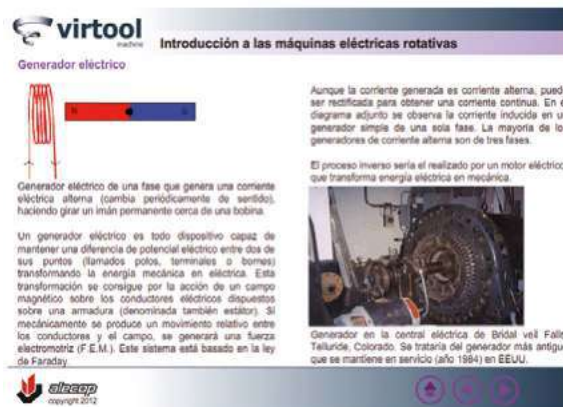 virtool
machine
Introducción a las máquinas eléctricas rotativas
Generador eléctrico
Generador eléctrico de una fase que genera una corriente
eléctrica alterna (cambia periódicamente de sentido),
haciendo girar un imán permanente cerca de una bobina.
Un generador eléctrico es todo dispositivo capaz de
mantener una diferencia de potencial eléctrico entre dos de
sus puntos (llamados polos, terminales o bornes)
transformando la energía mecánica en eléctrica. Esta
transformación se consigue por la acción de un campo
magnético sobre los conductores eléctricos dispuestos
sobre una armadura (denominada también estátor). Si
mecánicamente se produce un movimiento relativo entre
los conductores y el campo, se generará una fuerza
electromotriz (F.E.M.). Este sistema está basado en la ley
de Faraday.
Aunque la corriente generada es corriente alterna, pued
ser rectificada para obtener una corriente continua. En e
diagrama adjunto se observa la corriente inducida en u
generador simple de una sola fase. La mayoría de lo
generadores de corriente alterna son de tres fases.
El proceso inverso sería el realizado por un motor eléctrico
que transforma energía eléctrica en mecánica.
Generador en la central eléctrica de Bridal veil Falls
Telluride, Colorado. Se trataría del generador más antigu
que se mantiene en servicio (año 1984) en EEUU.
alecop
copyright 2012